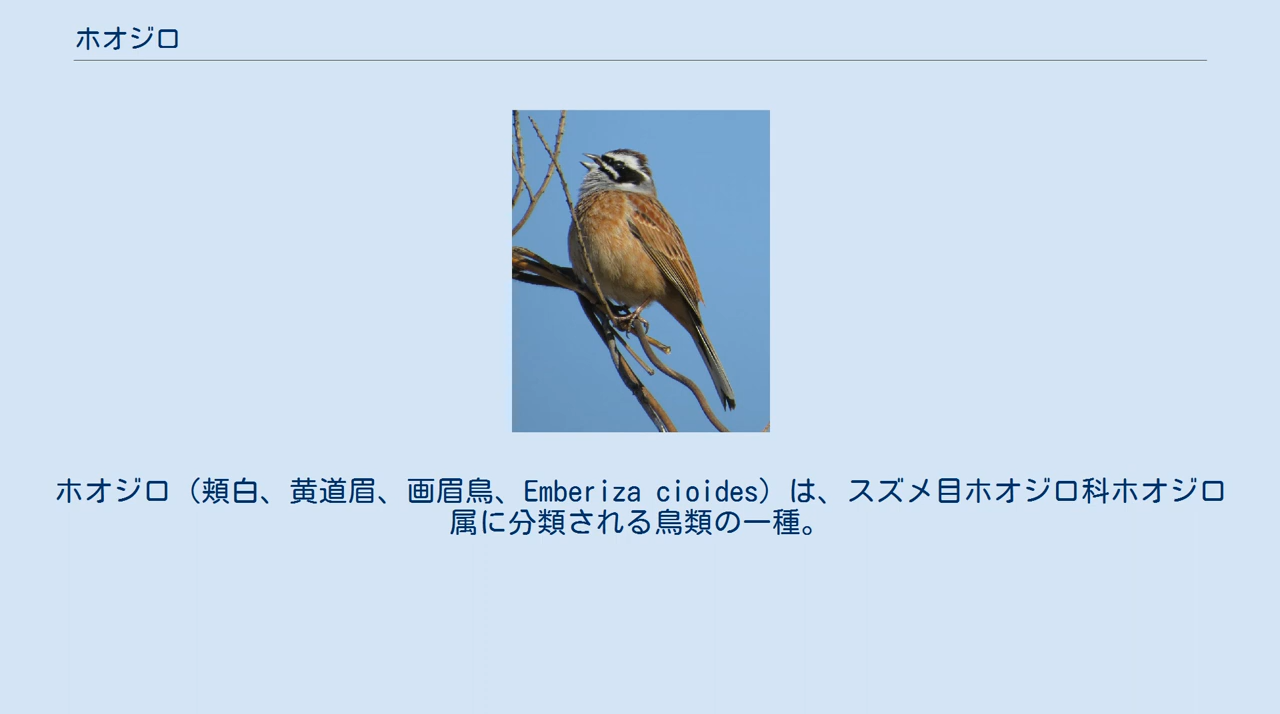 ホオジロ
ホオジロ（頬白、黄道眉、画眉鳥、Emberiza cioides）は、スズメ目ホオジロ科ホオジロ
属に分類される鳥類の一種。